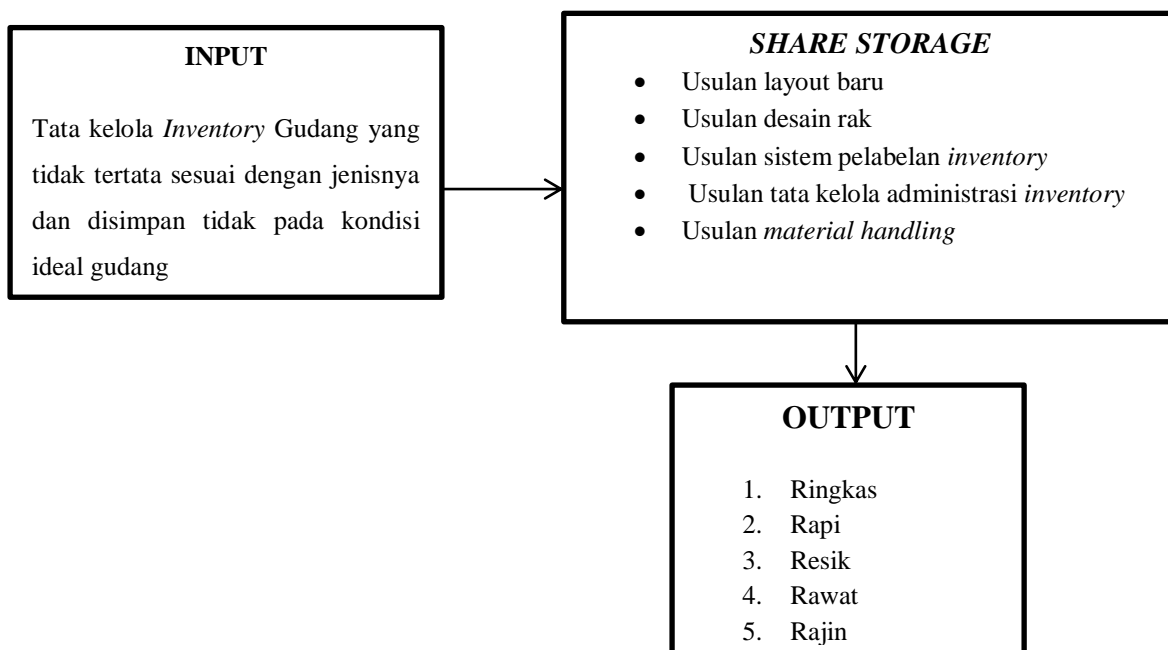 INPUT
Tata kelola Inventory Gudang yang
tidak tertata sesuai dengan jenisnya
dan disimpan tidak pada kondisi
ideal gudang
SHARE STORAGE
• Usulan layout baru
• Usulan desain rak
• Usulan sistem pelabelan inventory
• Usulan tata kelola administrasi inventory
• Usulan material handling
OUTPUT
1. Ringkas
2. Rapi
3. Resik
4. Rawat
5. Rajin